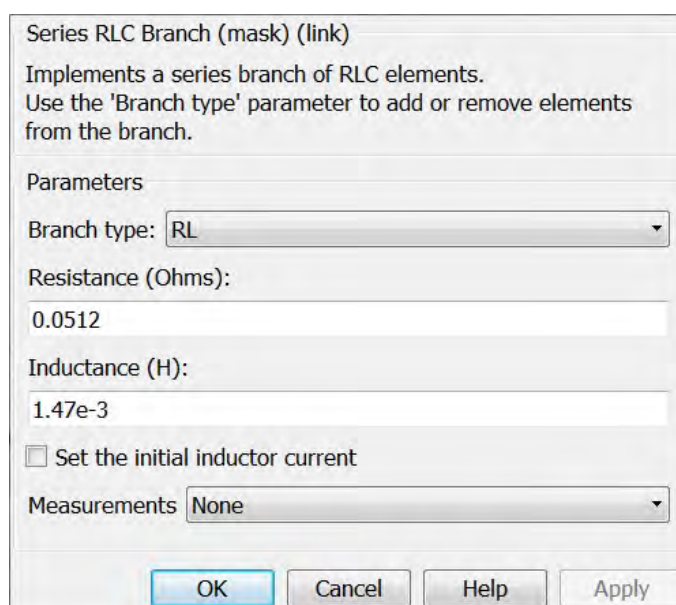 Series RLC Branch (mask) (link)
Implements a series branch of RLC elements.
Use the 'Branch type' parameter to add or remove elements
from the branch.
Parameters
Branch type: RL
Resistance (Ohms):
0.0512
Inductance (H):
1.47e-3
Set the initial inductor current
Measurements None
OK Cancel Help Apply